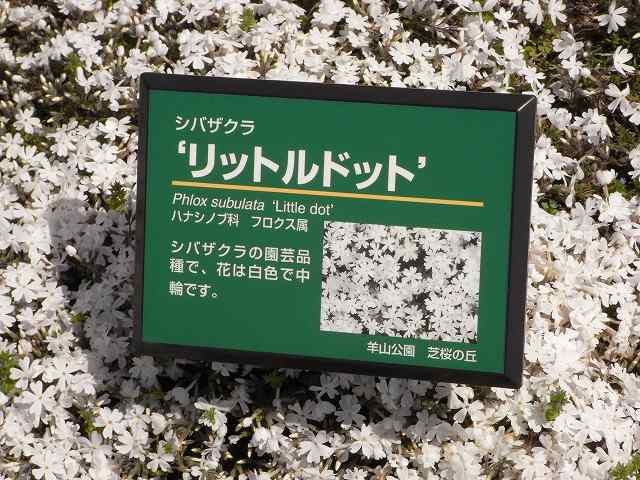 シバザクラ
‘リットルドット’
Phlox subulata ‘Little dot’
ハナシノブ科　フロクス属
シバザクラの園芸品
種で、花は白色で中
輪です。
羊山公園　芝桜の丘